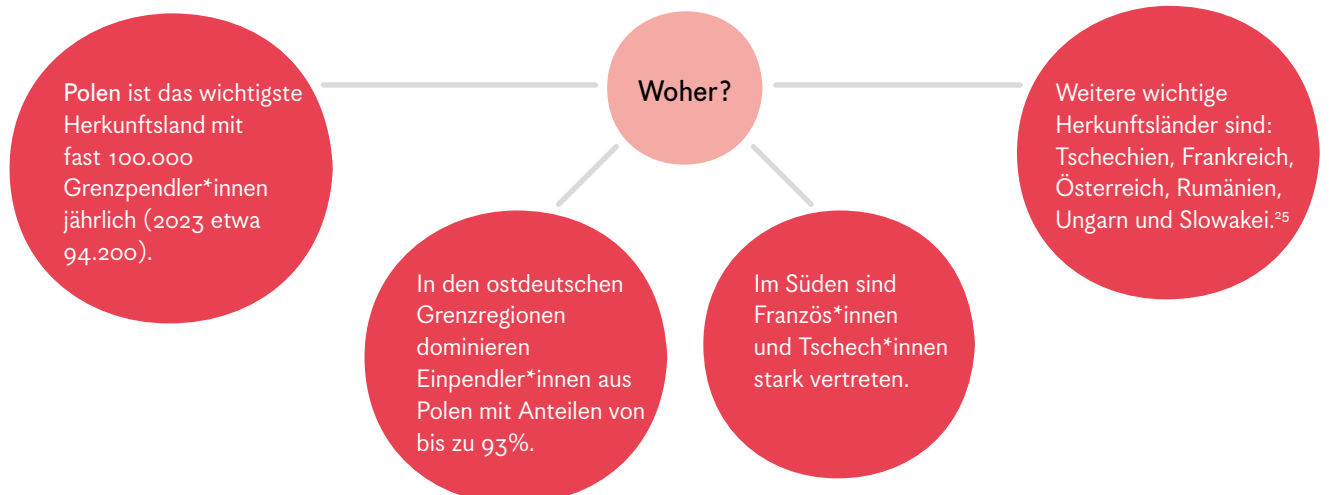 Woher?
Polen ist das wichtigste
Herkunftsland mit
fast 100.000
Grenzpendler*innen
jährlich (2023 etwa
94.200).
In den ostdeutschen
Grenzregionen
dominieren
Einpendler*innen aus
Polen mit Anteilen von
bis zu 93%.
Im Süden sind
Französ*innen
und Tschech*innen
stark vertreten.
Weitere wichtige
Herkunftsländer sind:
Tschechien, Frankreich,
Österreich, Rumänien,
Ungarn und Slowakei.²⁵